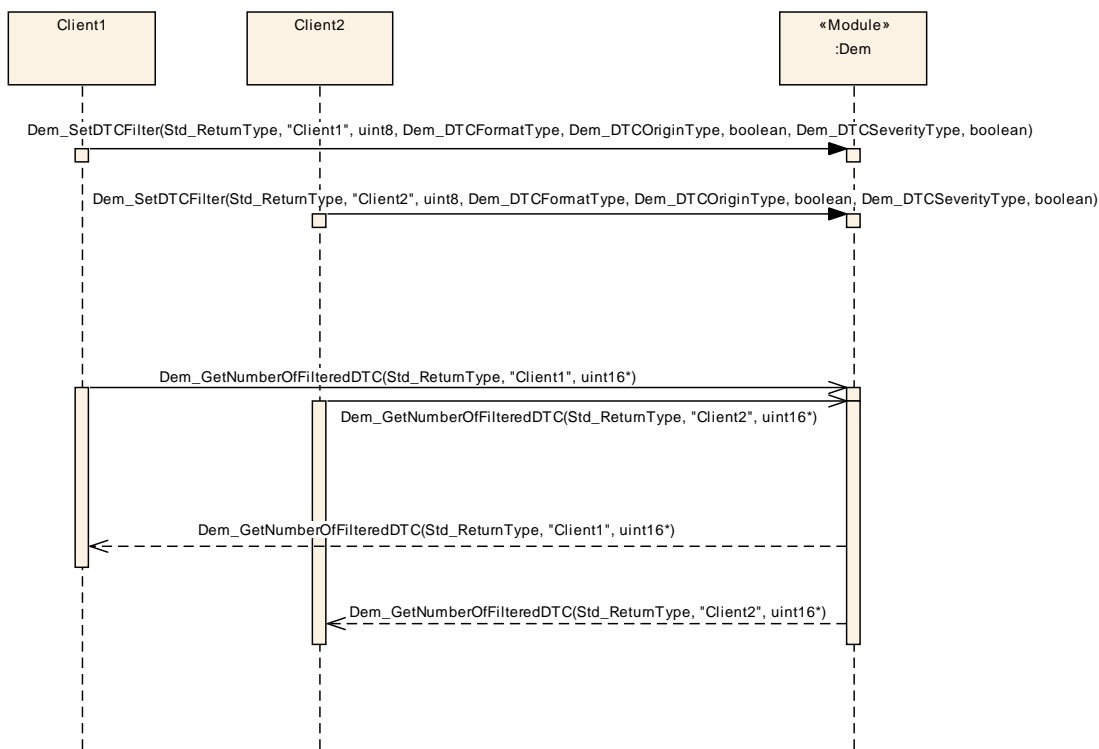 Client1
Client2
«Module»
:Dem
Dem_SetDTCFilter(Std_ReturnType, "Client1", uint8, Dem_DTCFormatType, Dem_DTCOriginType, boolean, Dem_DTCSeverityType, boolean)
Dem_SetDTCFilter(Std_ReturnType, "Client2", uint8, Dem_DTCFormatType, Dem_DTCOriginType, boolean, Dem_DTCSeverityType, boolean)
Dem_GetNumberOfFilteredDTC(Std_ReturnType, "Client1", uint16*)
Dem_GetNumberOfFilteredDTC(Std_ReturnType, "Client2", uint16*)
Dem_GetNumberOfFilteredDTC(Std_ReturnType, "Client1", uint16*)
Dem_GetNumberOfFilteredDTC(Std_ReturnType, "Client2", uint16*)